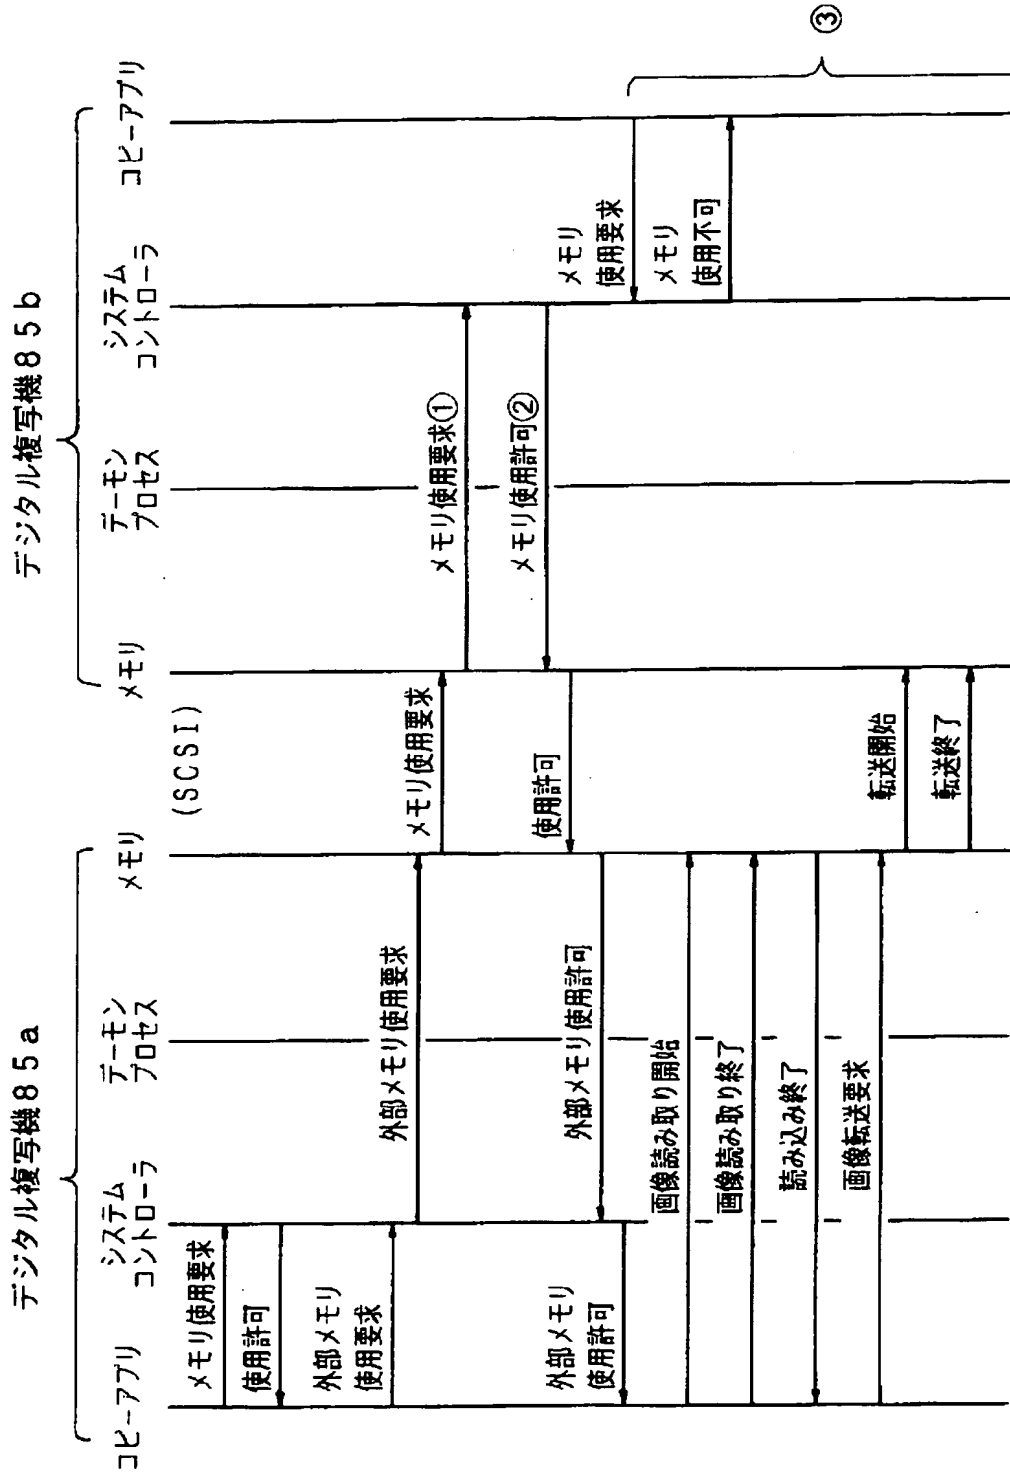 デジタル複写機85a
デジタル複写機85b
コピーアプリ
システム
コントローラ
デーモン
プロセス
メモリ
(SCSI)
メモリ
デーモン
プロセス
システム
コントローラ
コピーアプリ
メモリ使用要求
使用許可
外部メモリ
使用要求
外部メモリ使用要求
メモリ使用要求
メモリ使用要求①
メモリ使用許可②
使用許可
外部メモリ使用許可
外部メモリ
使用許可
メモリ
使用要求
メモリ
使用不可
③
画像読み取り開始
画像読み取り終了
読み込み終了
画像転送要求
転送開始
転送終了